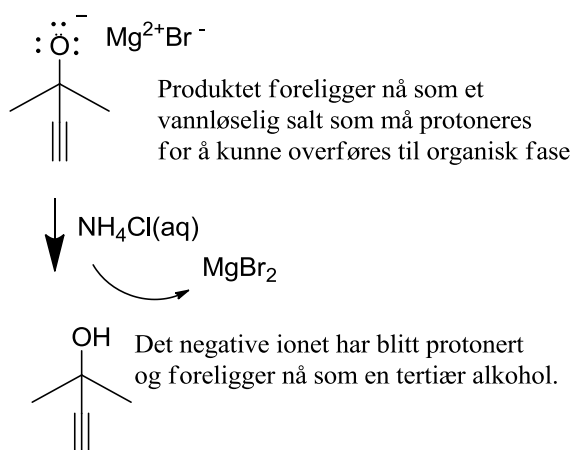 :Ö:⁻ Mg²⁺Br⁻
Produktet foreligger nå som et
vannløselig salt som må protoneres
for å kunne overføres til organisk fase
NH₄Cl(aq)
MgBr₂
OH
Det negative ionet har blitt protonert
og foreligger nå som en tertiær alkohol.